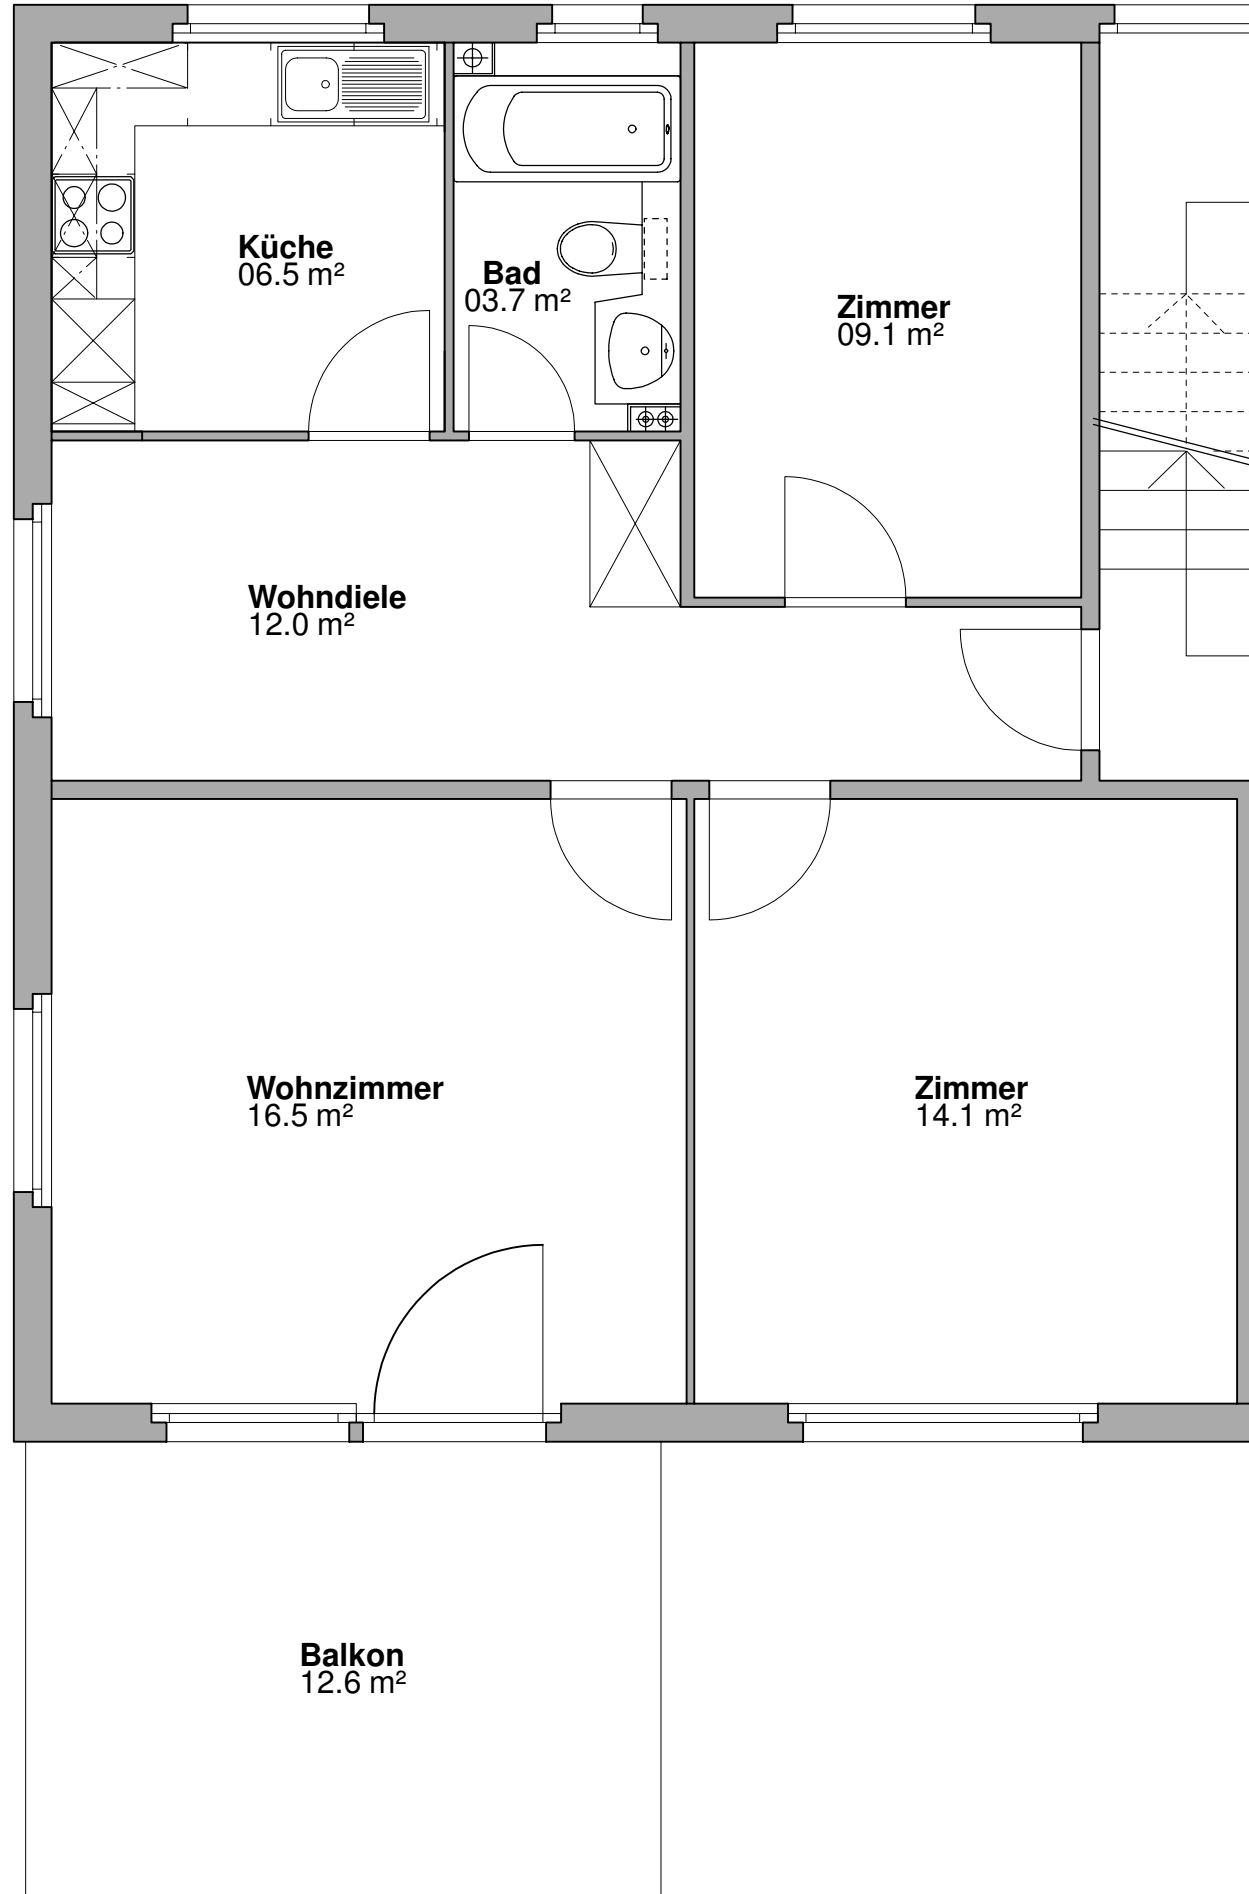 Küche
06.5 m²
Bad
03.7 m²
Zimmer
09.1 m²
Wohndiele
12.0 m²
Wohnzimmer
16.5 m²
Zimmer
14.1 m²
Balkon
12.6 m²